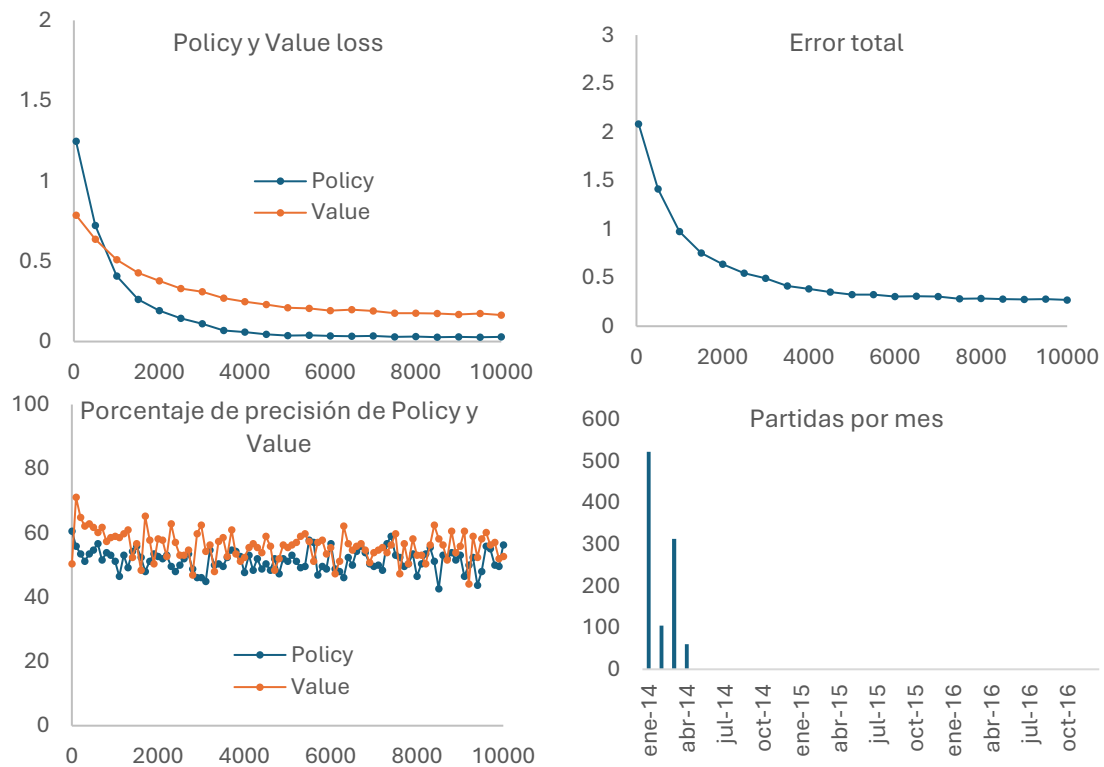 Policy y Value loss
2
1.5
1
0.5
0
Policy
Value
0 2000 4000 6000 8000 10000
Error total
3
2.5
2
1.5
1
0.5
0
0 2000 4000 6000 8000 10000
Porcentaje de precisión de Policy y
Value
100
80
60
40
20
0
Policy
Value
0 2000 4000 6000 8000 10000
Partidas por mes
600
500
400
300
200
100
0
ene-14
abr-14
jul-14
oct-14
ene-15
abr-15
jul-15
oct-15
ene-16
abr-16
jul-16
oct-16